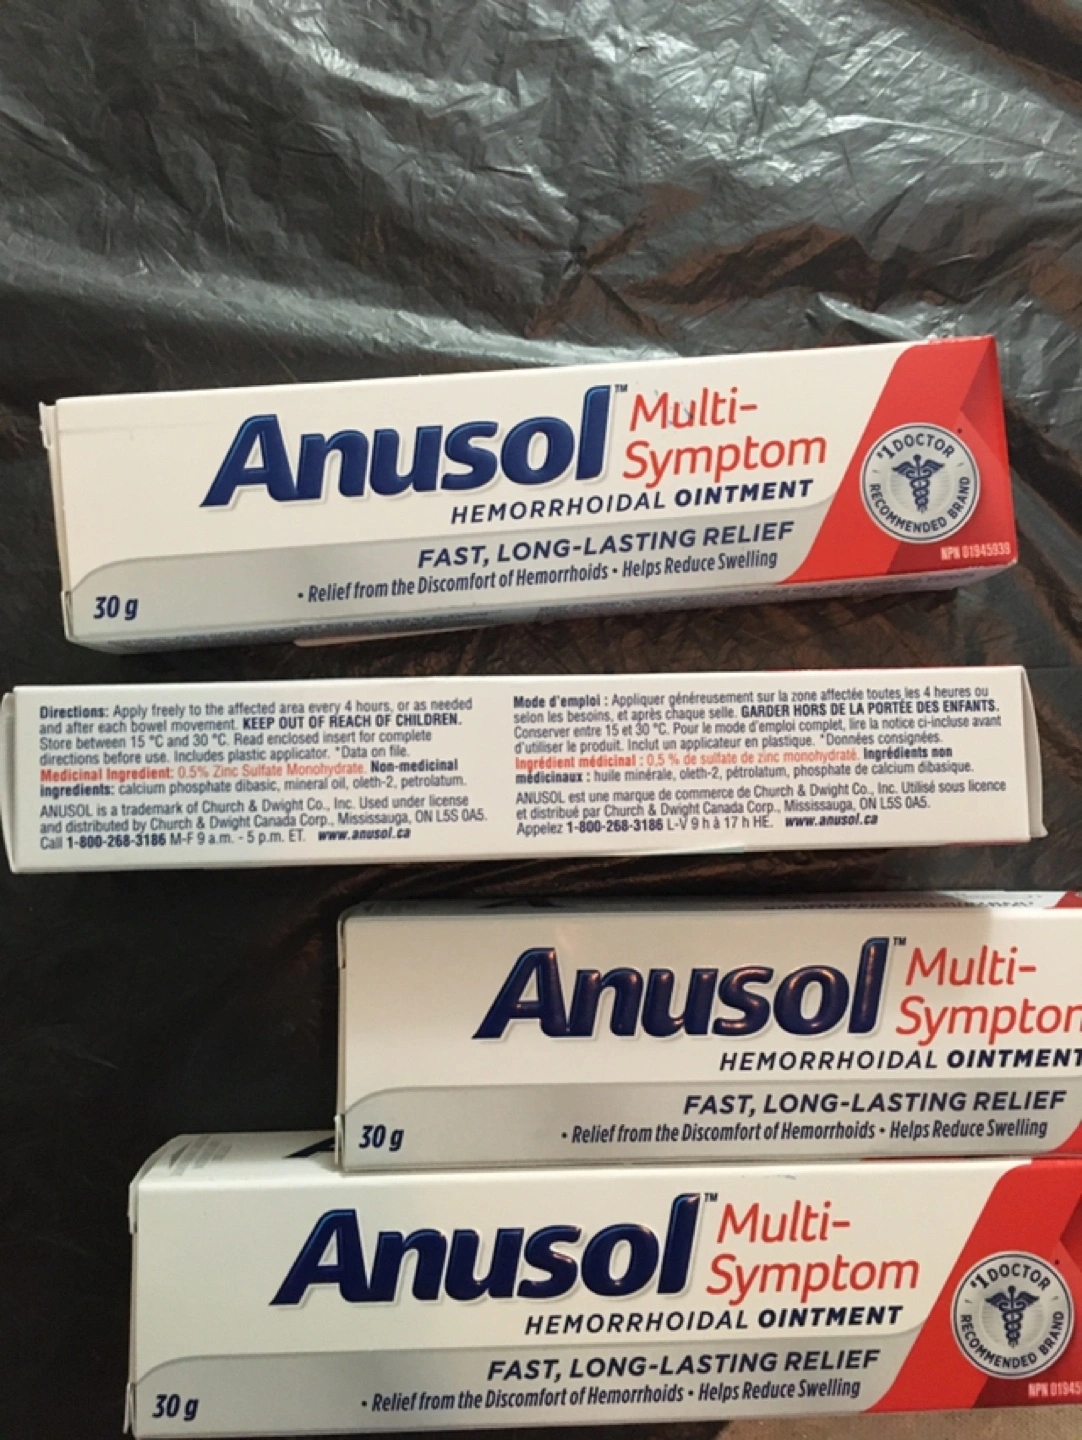 Anusol™ Multi-
Symptom
HEMORRHOIDAL OINTMENT
FAST, LONG-LASTING RELIEF
• Relief from the Discomfort of Hemorrhoids • Helps Reduce Swelling
30 g
#1 DOCTOR
RECOMMENDED BRAND
NPN 01945939
Directions: Apply freely to the affected area every 4 hours, or as needed
and after each bowel movement. KEEP OUT OF REACH OF CHILDREN.
Store between 15 °C and 30 °C. Read enclosed insert for complete
directions before use. Includes plastic applicator. *Data on file.
Medicinal Ingredient: 0.5% Zinc Sulfate Monohydrate. Non-medicinal
ingredients: calcium phosphate dibasic, mineral oil, oleth-2, petrolatum.
ANUSOL is a trademark of Church & Dwight Co., Inc. Used under license
and distributed by Church & Dwight Canada Corp., Mississauga, ON L5S 0A5.
Call 1-800-268-3186 M-F 9 a.m. - 5 p.m. ET. www.anusol.ca
Mode d'emploi : Appliquer généreusement sur la zone affectée toutes les 4 heures ou
selon les besoins, et après chaque selle. GARDER HORS DE LA PORTÉE DES ENFANTS.
Conserver entre 15 et 30 °C. Pour le mode d'emploi complet, lire la notice ci-incluse avant
d'utiliser le produit. Inclut un applicateur en plastique. *Données consignées.
Ingrédient médicinal : 0,5 % de sulfate de zinc monohydraté. Ingrédients non
médicinaux : huile minérale, oleth-2, pétrolatum, phosphate de calcium dibasique.
ANUSOL est une marque de commerce de Church & Dwight Co., Inc. Utilisé sous licence
et distribué par Church & Dwight Canada Corp., Mississauga, ON L5S 0A5.
Appelez 1-800-268-3186 L-V 9 h à 17 h HE. www.anusol.ca
Anusol™ Multi-
Symptom
HEMORRHOIDAL OINTMENT
FAST, LONG-LASTING RELIEF
• Relief from the Discomfort of Hemorrhoids • Helps Reduce Swelling
30 g
Anusol™ Multi-
Symptom
HEMORRHOIDAL OINTMENT
FAST, LONG-LASTING RELIEF
• Relief from the Discomfort of Hemorrhoids • Helps Reduce Swelling
30 g
#1 DOCTOR
RECOMMENDED BRAND
NPN 01945